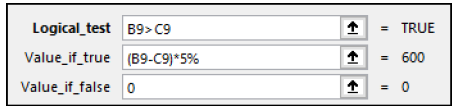 Logical_test B9>C9 = TRUE
Value_if_true (B9-C9)*5% = 600
Value_if_false 0 = 0